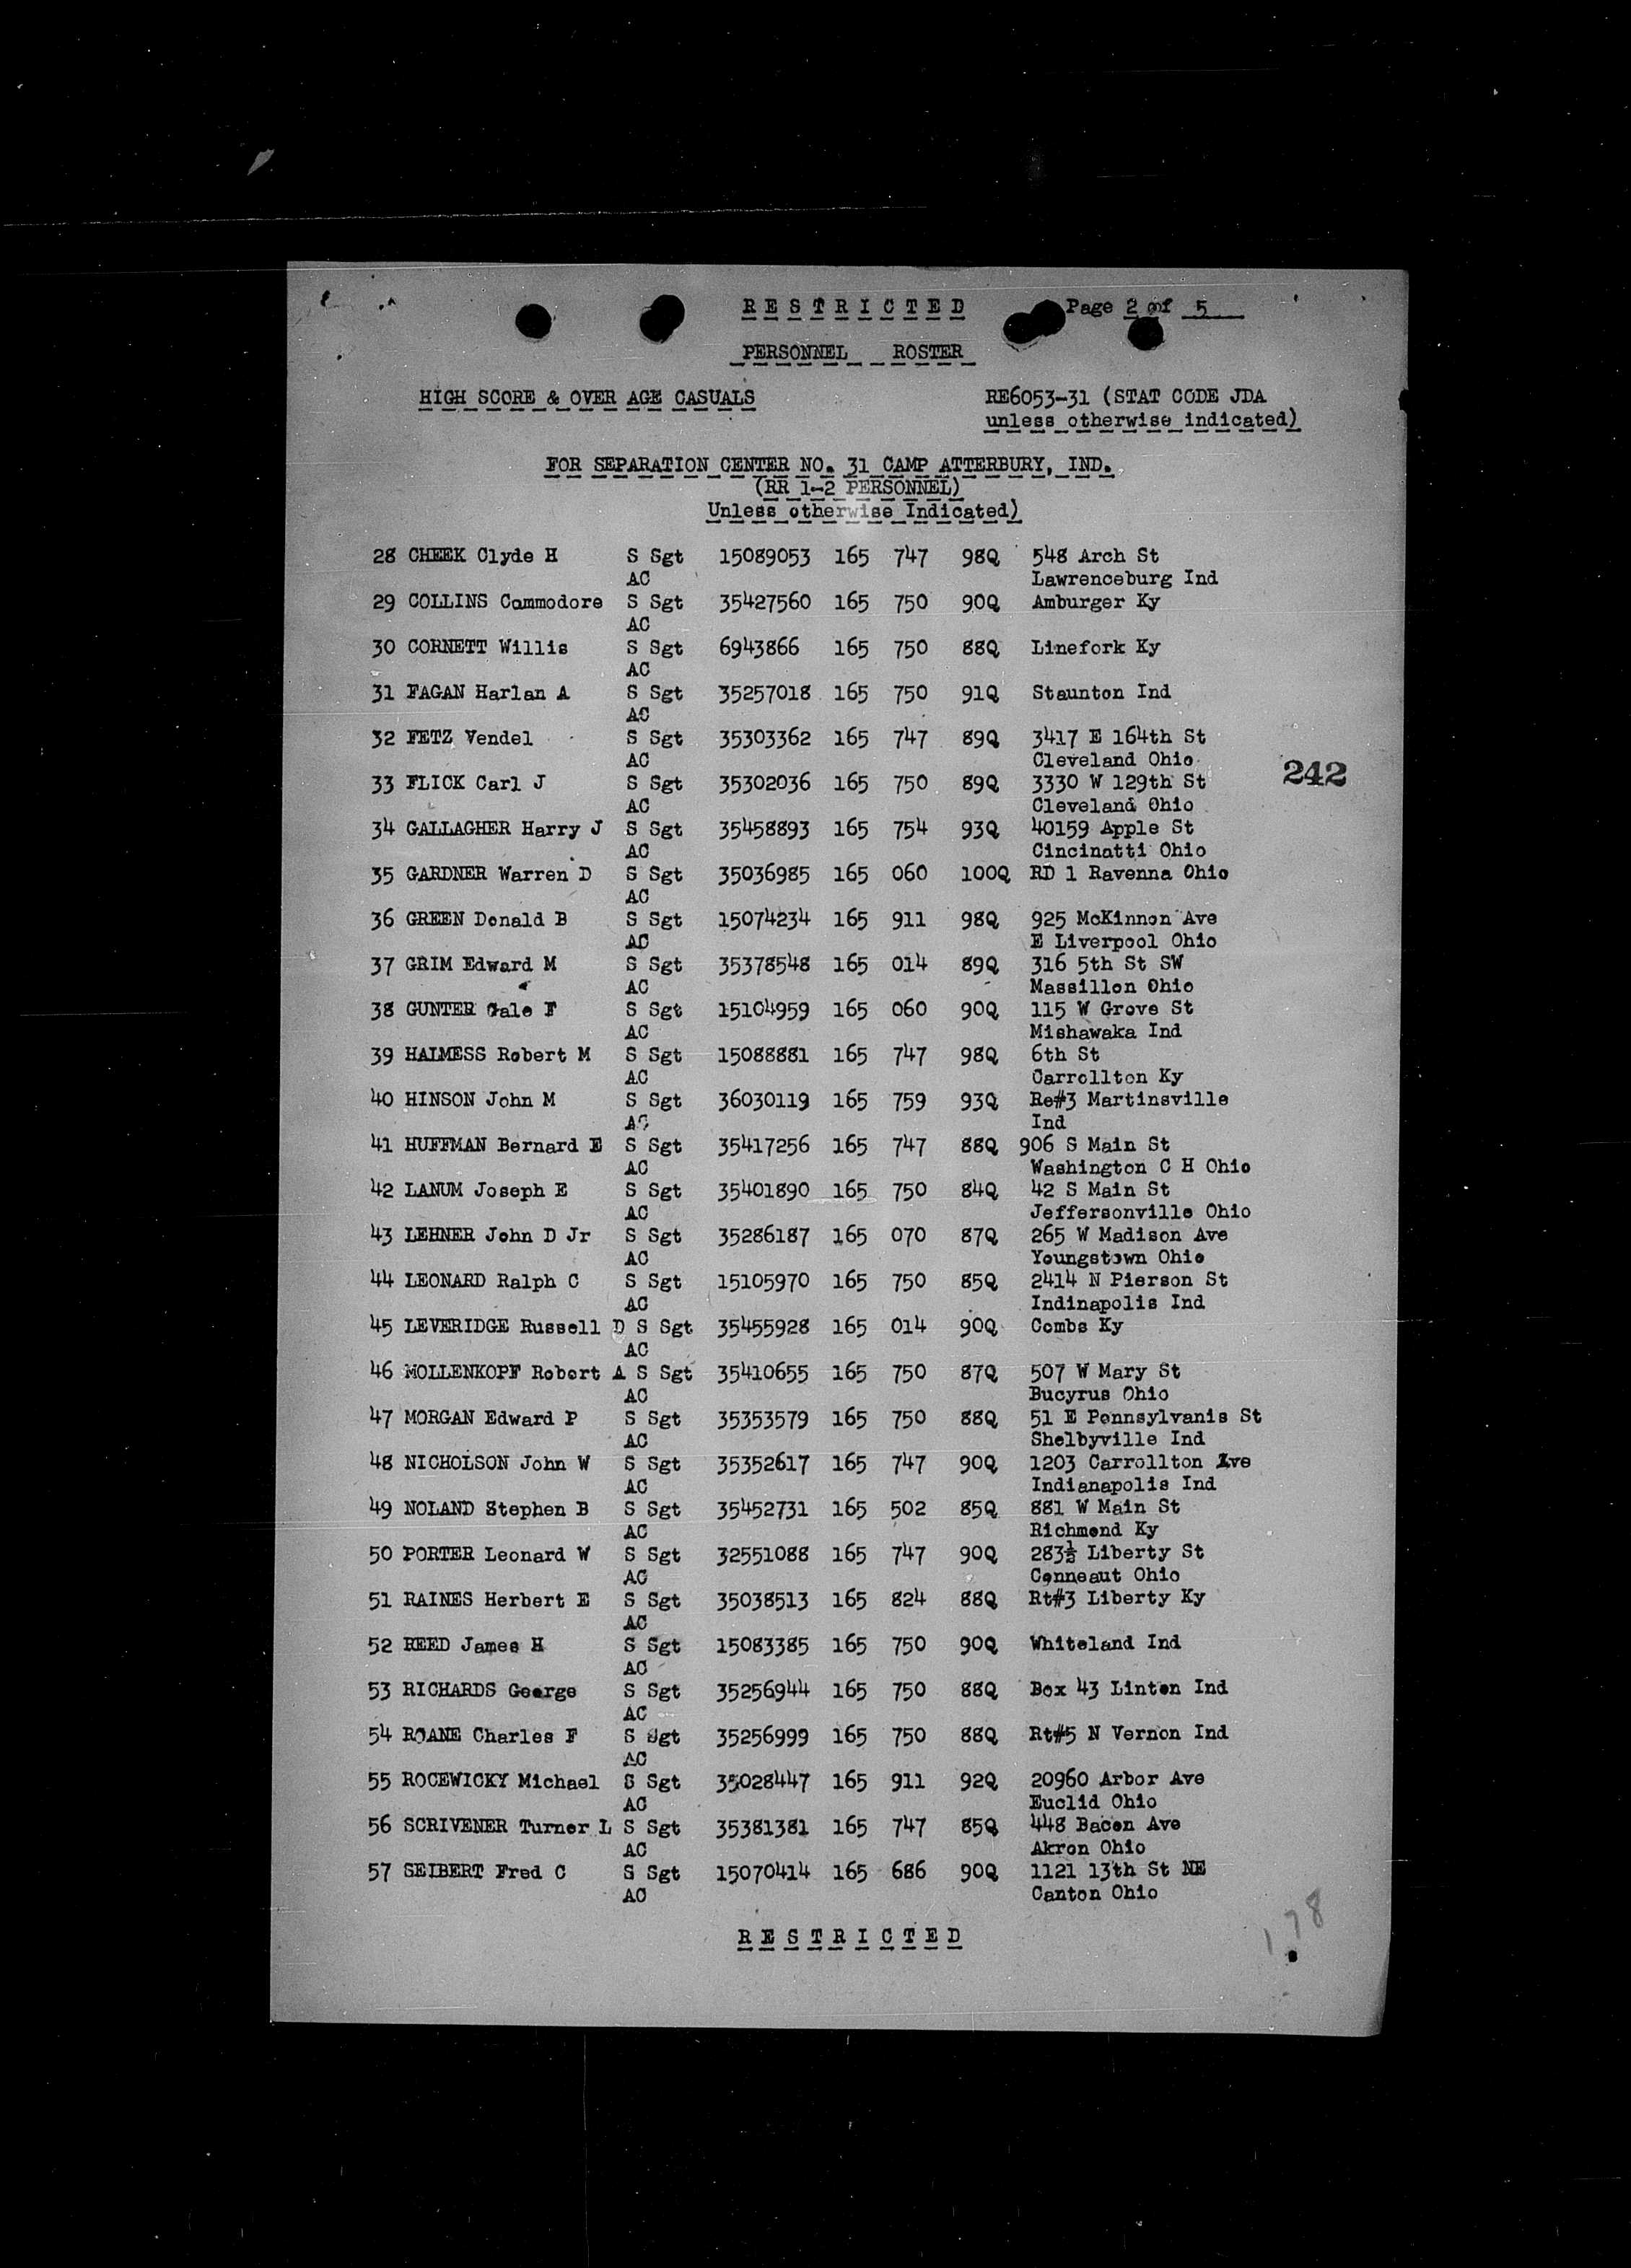 R E S T R I C T E D Page 2 of 5
PERSONNEL ROSTER
HIGH SCORE & OVER AGE CASUALS RE6053-31 (STAT CODE JDA
unless otherwise indicated)
FOR SEPARATION CENTER NO. 31 CAMP ATTERBURY, IND.
(RR 1-2 PERSONNEL)
Unless otherwise Indicated)
28 CHEEK Clyde H S Sgt 15089053 165 747 98Q 548 Arch St
AC Lawrenceburg Ind
29 COLLINS Commodore S Sgt 35427560 165 750 90Q Amburger Ky
AC
30 CORNETT Willis S Sgt 6943866 165 750 88Q Linefork Ky
AC
31 FAGAN Harlan A S Sgt 35257018 165 750 91Q Staunton Ind
AC
32 FETZ Vendel S Sgt 35303362 165 747 89Q 3417 E 164th St
AC Cleveland Ohio
33 FLICK Carl J S Sgt 35302036 165 750 89Q 3330 W 129th St 242
AC Cleveland Ohio
34 GALLAGHER Harry J S Sgt 35458893 165 754 93Q 40159 Apple St
AC Cincinatti Ohio
35 GARDNER Warren D S Sgt 35036985 165 060 100Q RD 1 Ravenna Ohio
AC
36 GREEN Donald B S Sgt 15074234 165 911 98Q 925 McKinnon Ave
AC E Liverpool Ohio
37 GRIM Edward M S Sgt 35378548 165 014 89Q 316 5th St SW
AC Massillon Ohio
38 GUNTER Gale F S Sgt 15104959 165 060 90Q 115 W Grove St
AC Mishawaka Ind
39 HALMESS Robert M S Sgt 15088881 165 747 98Q 6th St
AC Carrollton Ky
40 HINSON John M S Sgt 36030119 165 759 93Q Re#3 Martinsville
AC Ind
41 HUFFMAN Bernard E S Sgt 35417256 165 747 88Q 906 S Main St
AC Washington C H Ohio
42 LANUM Joseph E S Sgt 35401890 165 750 84Q 42 S Main St
AC Jeffersonville Ohio
43 LEHNER John D Jr S Sgt 35286187 165 070 87Q 265 W Madison Ave
AC Youngstown Ohio
44 LEONARD Ralph C S Sgt 15105970 165 750 85Q 2414 N Pierson St
AC Indinapolis Ind
45 LEVERIDGE Russell D S Sgt 35455928 165 014 90Q Combs Ky
AC
46 MOLLENKOPF Robert A S Sgt 35410655 165 750 87Q 507 W Mary St
AC Bucyrus Ohio
47 MORGAN Edward P S Sgt 35353579 165 750 88Q 51 E Pennsylvanis St
AC Shelbyville Ind
48 NICHOLSON John W S Sgt 35352617 165 747 90Q 1203 Carrollton Ave
AC Indianapolis Ind
49 NOLAND Stephen B S Sgt 35452731 165 502 85Q 881 W Main St
AC Richmond Ky
50 PORTER Leonard W S Sgt 32551088 165 747 90Q 283½ Liberty St
AC Conneaut Ohio
51 RAINES Herbert E S Sgt 35038513 165 824 88Q Rt#3 Liberty Ky
AC
52 REED James H S Sgt 15083385 165 750 90Q Whiteland Ind
AC
53 RICHARDS George S Sgt 35256944 165 750 88Q Box 43 Linton Ind
AC
54 ROANE Charles F S Sgt 35256999 165 750 88Q Rt#5 N Vernon Ind
AC
55 ROCEWICKY Michael S Sgt 35028447 165 911 92Q 20960 Arbor Ave
AC Euclid Ohio
56 SCRIVENER Turner L S Sgt 35381381 165 747 85Q 448 Bacon Ave
AC Akron Ohio
57 SEIBERT Fred C S Sgt 15070414 165 686 90Q 1121 13th St NE
AC Canton Ohio
R E S T R I C T E D
178